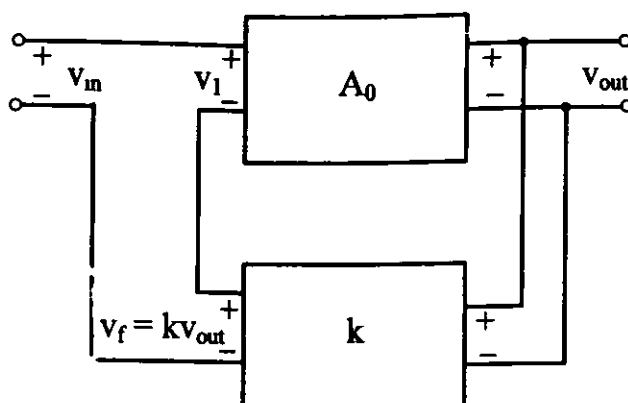 + + +
v_in v_1 A_0 v_out
- - -
+ +
v_f = kv_out k
- -